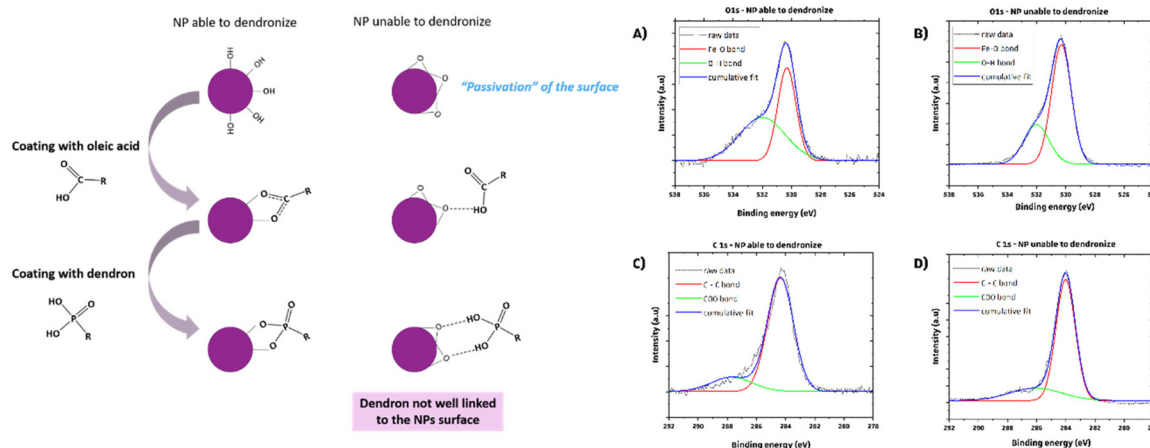 NP able to dendronize
NP unable to dendronize
OH
OH
OH
OH
OH
O
O
O
"Passivation" of the surface
Coating with oleic acid
O
C
R
HO
O
C
R
O
O
O
O
C
R
HO
Coating with dendron
HO
O
P
HO
R
O
O
P
R
O
O
O
HO
O
P
HO
R
Dendron not well linked
to the NPs surface
A)
O1s - NP able to dendronize
raw data
Fe-O bond
O-H bond
cumulative fit
Intensity (a.u)
538 536 534 532 530 528 526 524
Binding energy (eV)
B)
O1s - NP unable to dendronize
raw data
Fe-O bond
O-H bond
cumulative fit
Intensity (a.u)
540 538 536 534 532 530 528 526
Binding energy (eV)
C)
C 1s - NP able to dendronize
raw data
C - C bond
COO bond
cumulative fit
Intensity (a.u)
292 290 288 286 284 282 280 278
Binding energy (eV)
D)
C 1s - NP unable to dendronize
raw data
C - C bond
COO bond
cumulative fit
Intensity (a.u)
292 290 288 286 284 282 280
Binding energy (eV)